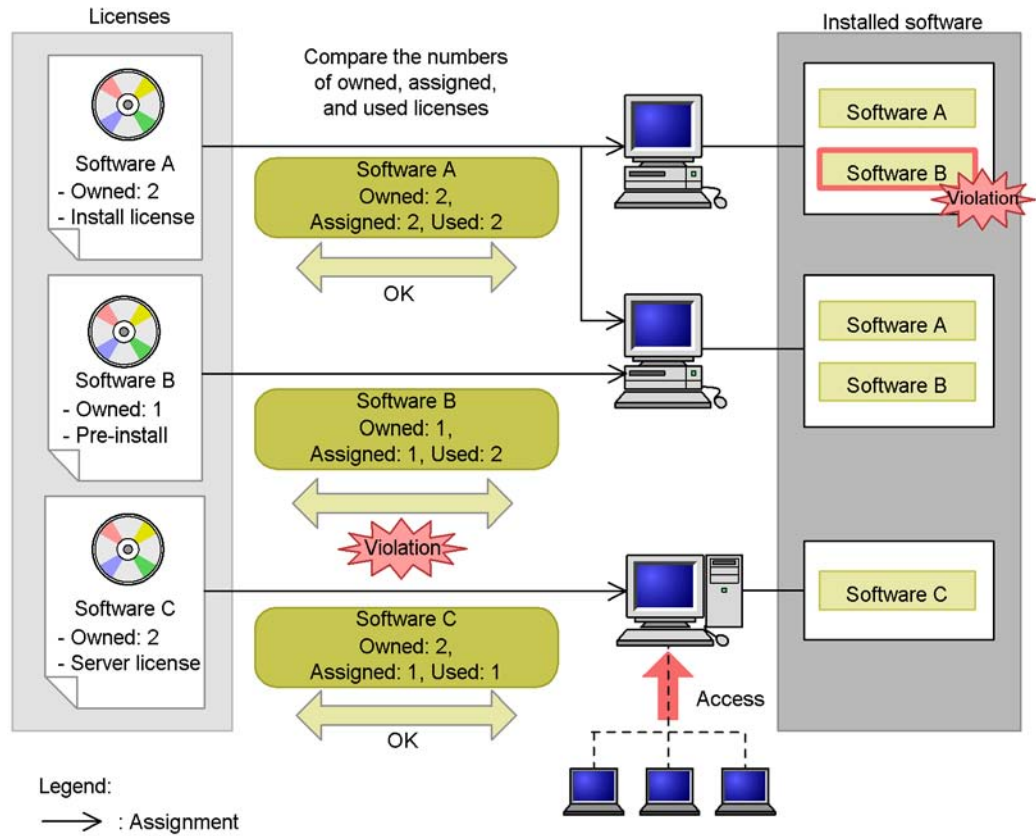 Licenses
Installed software
Compare the numbers
of owned, assigned,
and used licenses
Software A
- Owned: 2
- Install license
Software A
Owned: 2,
Assigned: 2, Used: 2
OK
Software A
Software B
Violation
Software B
- Owned: 1
- Pre-install
Software B
Owned: 1,
Assigned: 1, Used: 2
Violation
Software A
Software B
Software C
- Owned: 2
- Server license
Software C
Owned: 2,
Assigned: 1, Used: 1
OK
Software C
Access
Legend:
: Assignment